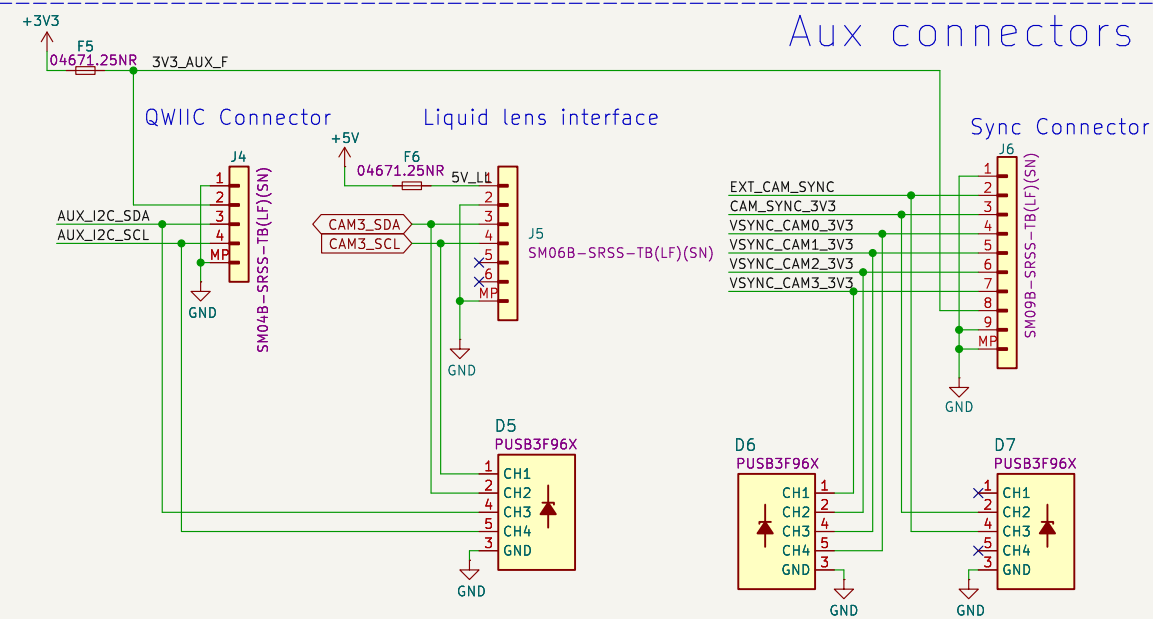 Aux connectors
+3V3
F5
04671.25NR
3V3_AUX_F
QWIIC Connector
J4
1
2
3
4
MP
AUX_I2C_SDA
AUX_I2C_SCL
GND
SM04B-SRSS-TB(LF)(SN)
Liquid lens interface
+5V
F6
04671.25NR
5V_LL
1
2
3
4
5
6
MP
CAM3_SDA
CAM3_SCL
J5
SM06B-SRSS-TB(LF)(SN)
GND
Sync Connector
J6
EXT_CAM_SYNC
CAM_SYNC_3V3
VSYNC_CAM0_3V3
VSYNC_CAM1_3V3
VSYNC_CAM2_3V3
VSYNC_CAM3_3V3
1
2
3
4
5
6
7
8
9
MP
SM09B-SRSS-TB(LF)(SN)
GND
D5
PUSB3F96X
1 CH1
2 CH2
4 CH3
5 CH4
3 GND
GND
D6
PUSB3F96X
CH1 1
CH2 2
CH3 4
CH4 5
GND 3
GND
D7
PUSB3F96X
1 CH1
2 CH2
4 CH3
5 CH4
3 GND
GND